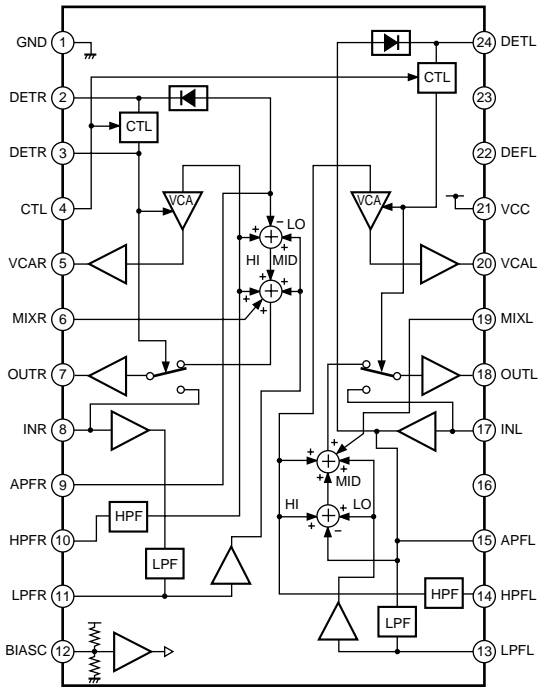 GND 1
DETR 2
DETR 3
CTL 4
VCAR 5
MIXR 6
OUTR 7
INR 8
APFR 9
HPFR 10
LPFR 11
BIASC 12
24 DETL
23
22 DEFL
21 VCC
20 VCAL
19 MIXL
18 OUTL
17 INL
16
15 APFL
14 HPFL
13 LPFL
CTL
CTL
VCA
VCA
− LO
+ + +
HI MID
+ + + +
HPF
LPF
+ + + +
MID
HI LO
+ + + −
HPF
LPF